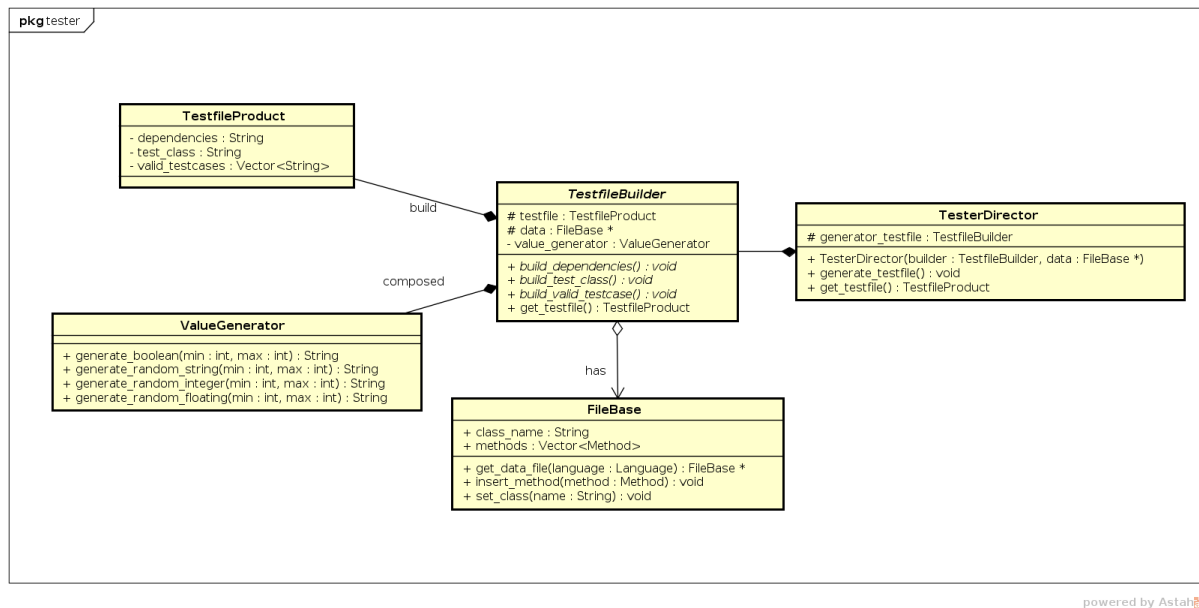 pkg tester
TestfileProduct
- dependencies : String
- test_class : String
- valid_testcases : Vector<String>
build
TestfileBuilder
# testfile : TestfileProduct
# data : FileBase *
- value_generator : ValueGenerator
+ build_dependencies() : void
+ build_test_class() : void
+ build_valid_testcase() : void
+ get_testfile() : TestfileProduct
TesterDirector
# generator_testfile : TestfileBuilder
+ TesterDirector(builder : TestfileBuilder, data : FileBase *)
+ generate_testfile() : void
+ get_testfile() : TestfileProduct
composed
ValueGenerator
+ generate_boolean(min : int, max : int) : String
+ generate_random_string(min : int, max : int) : String
+ generate_random_integer(min : int, max : int) : String
+ generate_random_floating(min : int, max : int) : String
has
FileBase
+ class_name : String
+ methods : Vector<Method>
+ get_data_file(language : Language) : FileBase *
+ insert_method(method : Method) : void
+ set_class(name : String) : void
powered by Astah